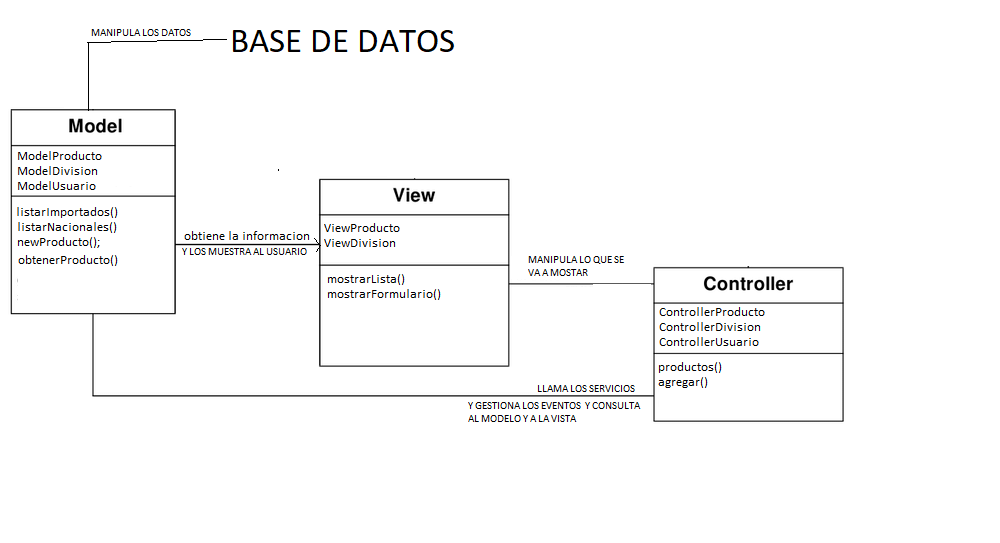 MANIPULA LOS DATOS
BASE DE DATOS
Model
ModelProducto
ModelDivision
ModelUsuario
listarImportados()
listarNacionales()
newProducto();
obtenerProducto()
obtiene la informacion
Y LOS MUESTRA AL USUARIO
View
ViewProducto
ViewDivision
mostrarLista()
mostrarFormulario()
MANIPULA LO QUE SE
VA A MOSTAR
Controller
ControllerProducto
ControllerDivision
ControllerUsuario
productos()
agregar()
LLAMA LOS SERVICIOS
Y GESTIONA LOS EVENTOS Y CONSULTA
AL MODELO Y A LA VISTA